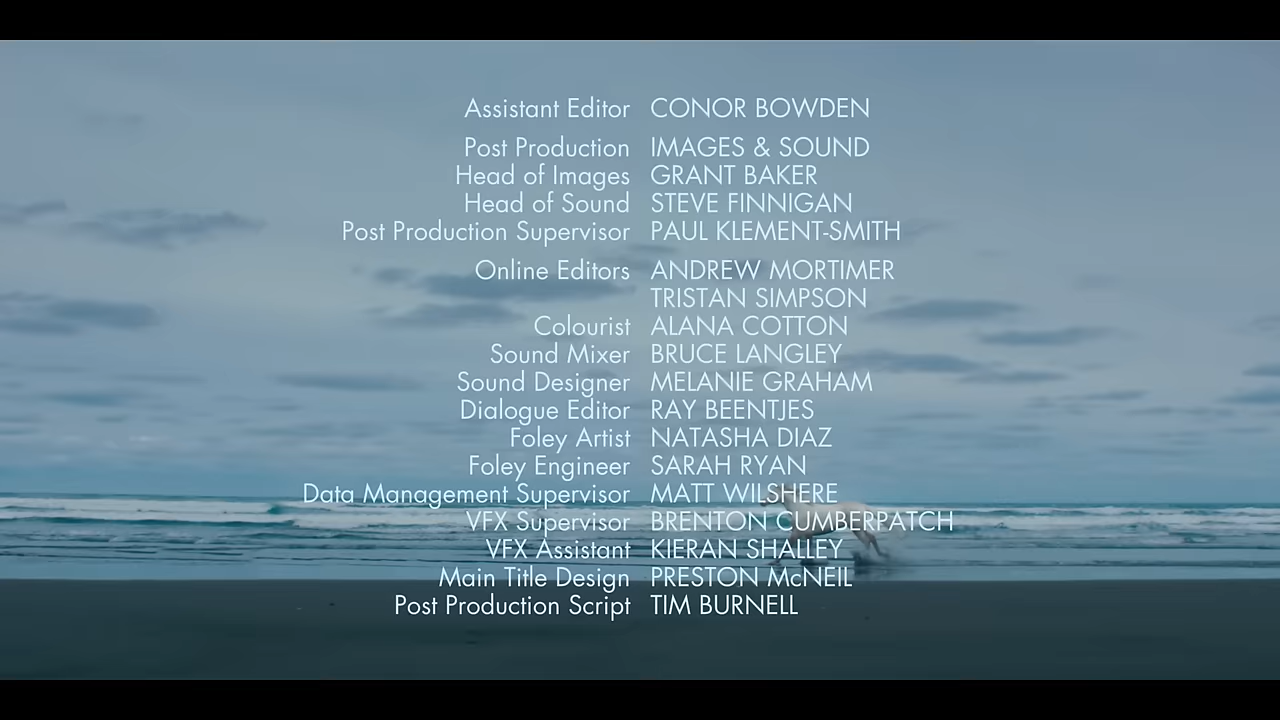 Assistant Editor CONOR BOWDEN
Post Production IMAGES & SOUND
Head of Images GRANT BAKER
Head of Sound STEVE FINNIGAN
Post Production Supervisor PAUL KLEMENT-SMITH
Online Editors ANDREW MORTIMER
TRISTAN SIMPSON
Colourist ALANA COTTON
Sound Mixer BRUCE LANGLEY
Sound Designer MELANIE GRAHAM
Dialogue Editor RAY BEENTJES
Foley Artist NATASHA DIAZ
Foley Engineer SARAH RYAN
Data Management Supervisor MATT WILSHERE
VFX Supervisor BRENTON CUMBERPATCH
VFX Assistant KIERAN SHALLEY
Main Title Design PRESTON McNEIL
Post Production Script TIM BURNELL